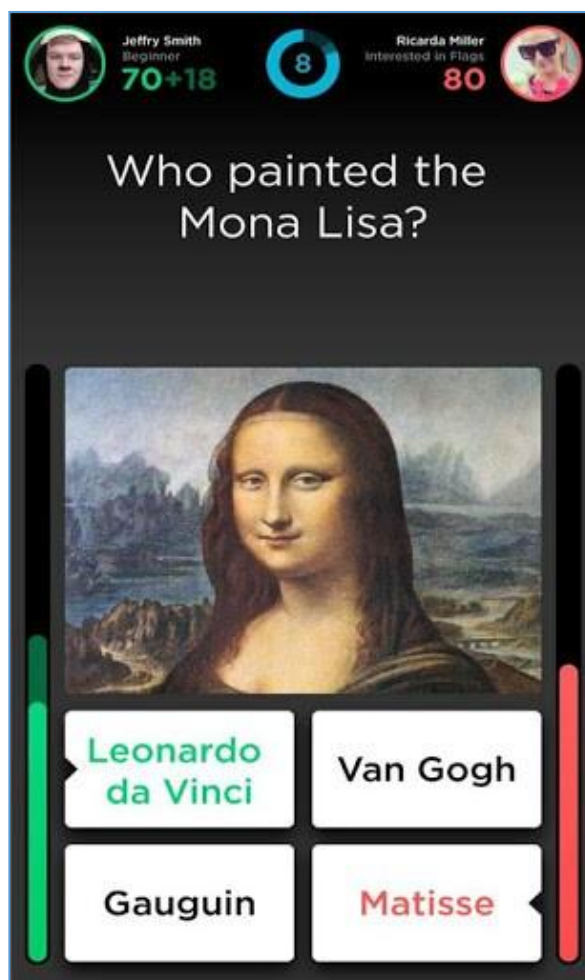 Jeffry Smith
Beginner
70+18
8
Ricarda Miller
Interested in Flags
80
Who painted the
Mona Lisa?
Leonardo
da Vinci
Van Gogh
Gauguin
Matisse